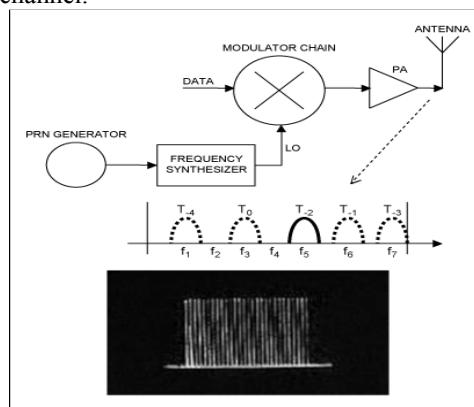 channel.
ANTENNA
MODULATOR CHAIN
PA
DATA
PRN GENERATOR
LO
FREQUENCY
SYNTHESIZER
T-4 T0 T-2 T-1 T-3
f1 f2 f3 f4 f5 f6 f7